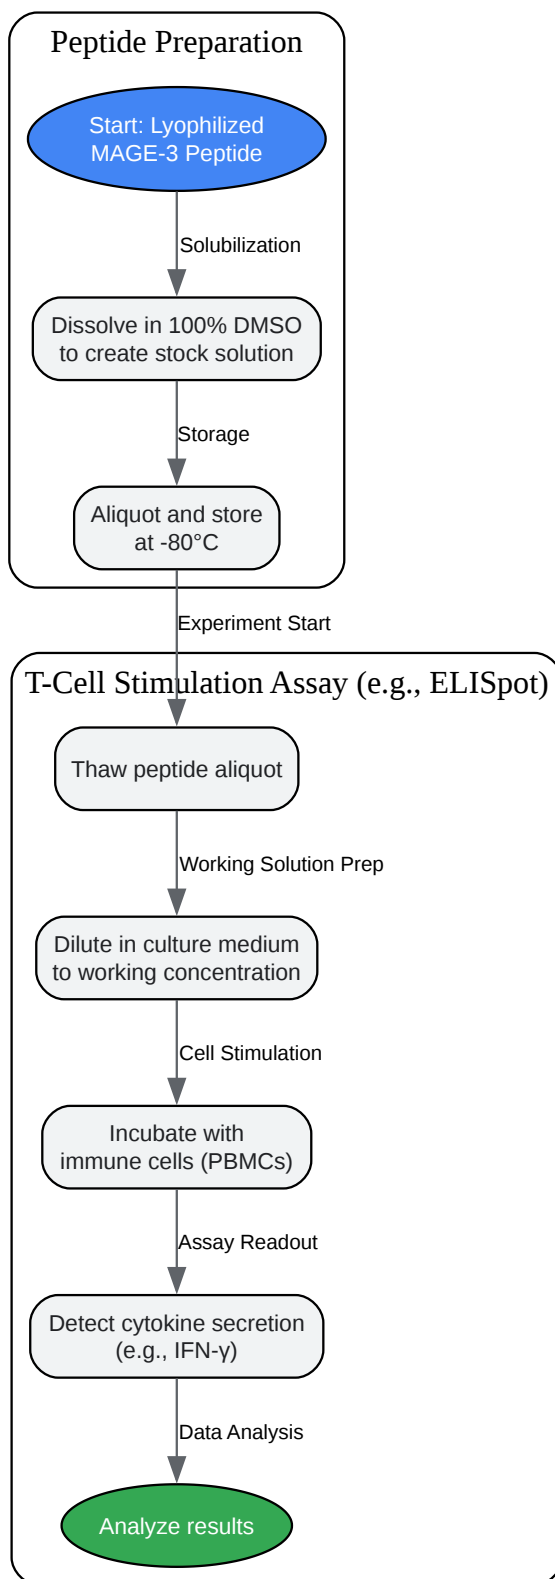 Peptide Preparation
Start: Lyophilized
MAGE-3 Peptide
Solubilization
Dissolve in 100% DMSO
to create stock solution
Storage
Aliquot and store
at -80°C
Experiment Start
T-Cell Stimulation Assay (e.g., ELISpot)
Thaw peptide aliquot
Working Solution Prep
Dilute in culture medium
to working concentration
Cell Stimulation
Incubate with
immune cells (PBMCs)
Assay Readout
Detect cytokine secretion
(e.g., IFN-γ)
Data Analysis
Analyze results